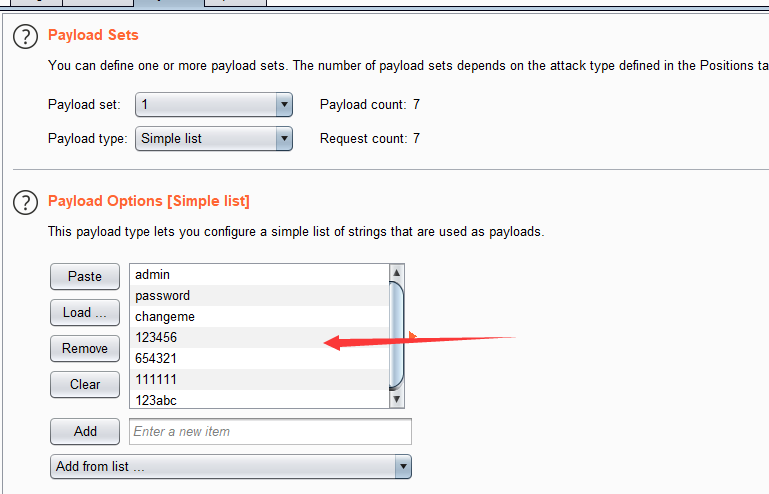 Payload Sets
You can define one or more payload sets. The number of payload sets depends on the attack type defined in the Positions
Payload set: 1 Payload count: 7
Payload type: Simple list Request count: 7
Payload Options [Simple list]
This payload type lets you configure a simple list of strings that are used as payloads.
Paste
Load ...
Remove
Clear
admin
password
changeme
123456
654321
111111
123abc
Add Enter a new item
Add from list ...